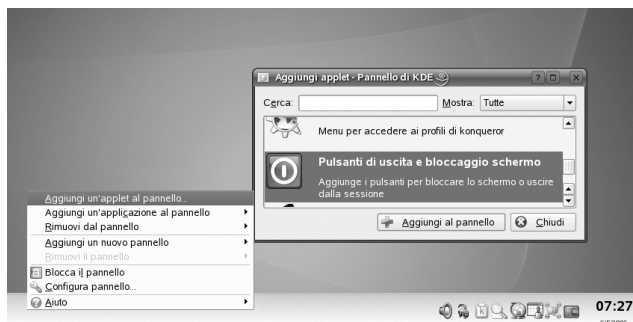 Aggiungi applet - Pannello di KDE
Cerca:
Mostra: Tutte
Menu per accedere ai profili di konqueror
Pulsanti di uscita e bloccaggio schermo
Aggiunge i pulsanti per bloccare lo schermo o uscire
dalla sessione
Aggiungi al pannello
Chiudi
Aggiungi un'applet al pannello...
Aggiungi un'applicazione al pannello
Rimuovi dal pannello
Aggiungi un nuovo pannello
Rimuovi il pannello
Blocca il pannello
Configura pannello...
Aiuto
07:27